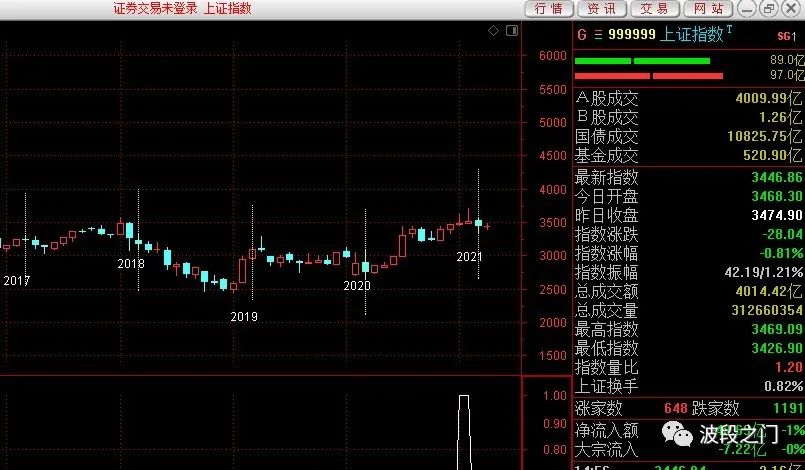 证券交易未登录 上证指数
行情 资讯 交易 网站
G 999999 上证指数 T
SG1
89.0亿
97.0亿
A股成交 4009.99亿
B股成交 1.26亿
国债成交 10825.75亿
基金成交 520.90亿
最新指数 3446.86
今日开盘 3468.30
昨日收盘 3474.90
指数涨跌 -28.04
指数涨幅 -0.81%
指数振幅 42.19/1.21%
总成交额 4014.42亿
总成交量 312660354
最高指数 3469.09
最低指数 3426.90
指数量比 1.20
上证换手 0.82%
涨家数 648 跌家数 1191
净流入额 -1%
大宗流入 -7.22亿 -0%
波段之门
6000
5500
5000
4500
4000
3500
3000
2500
2000
1500
2017
2018
2019
2020
2021
1.00
0.90
0.80